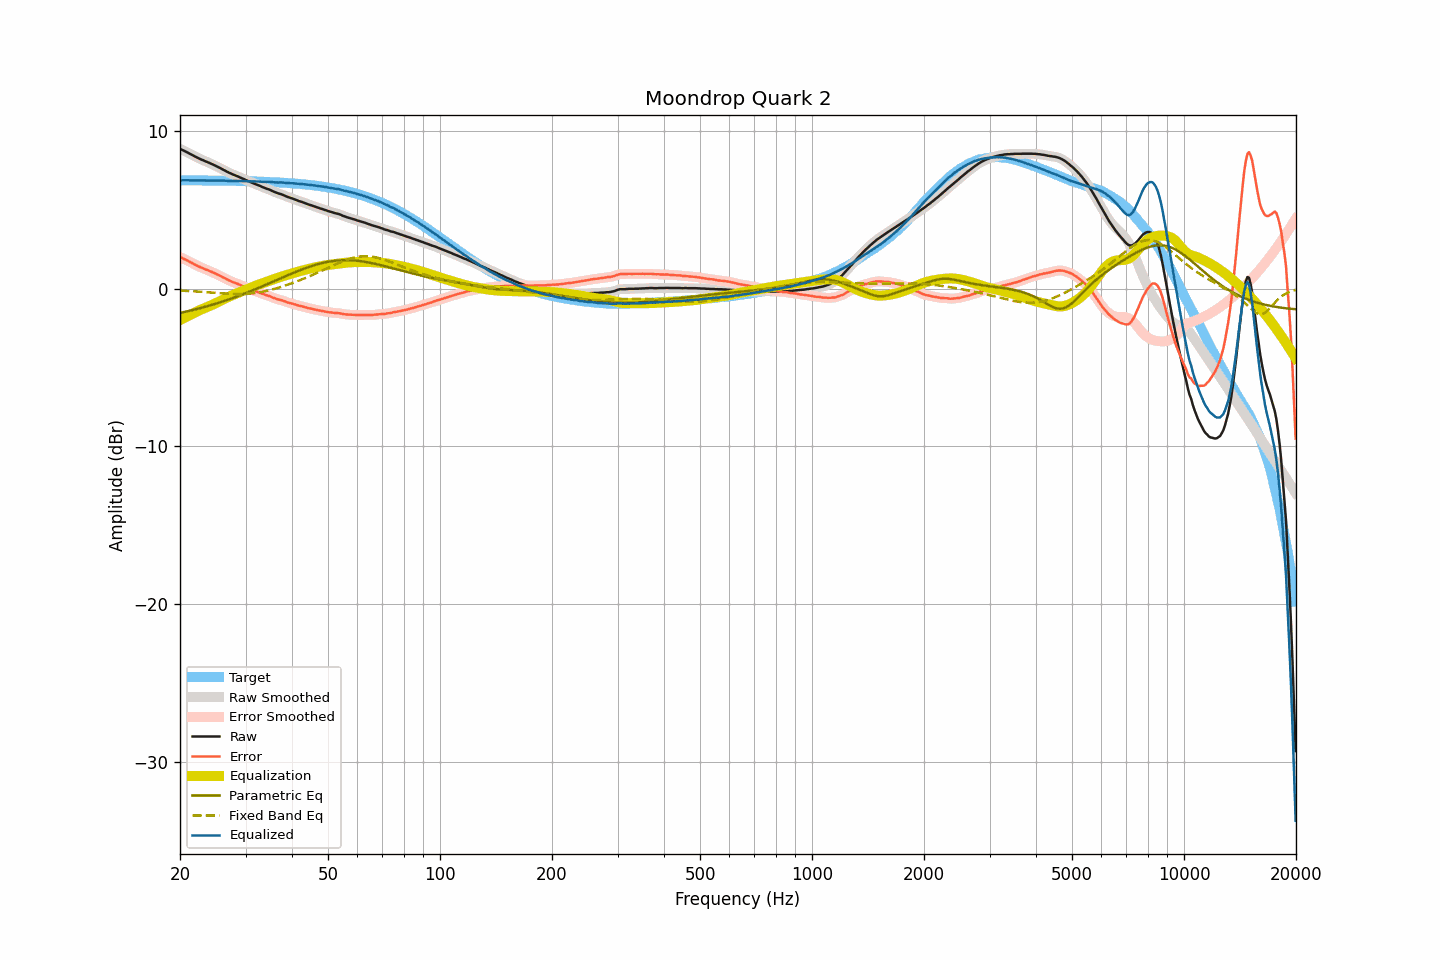 Moondrop Quark 2
10
0
−10
−20
−30
Amplitude (dBr)
Target
Raw Smoothed
Error Smoothed
Raw
Error
Equalization
Parametric Eq
Fixed Band Eq
Equalized
20 50 100 200 500 1000 2000 5000 10000 20000
Frequency (Hz)